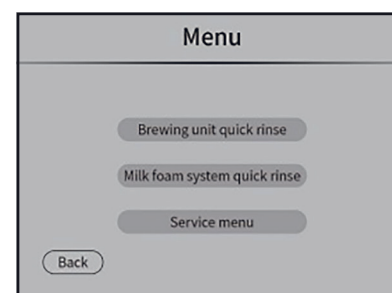 Menu
Brewing unit quick rinse
Milk foam system quick rinse
Service menu
Back